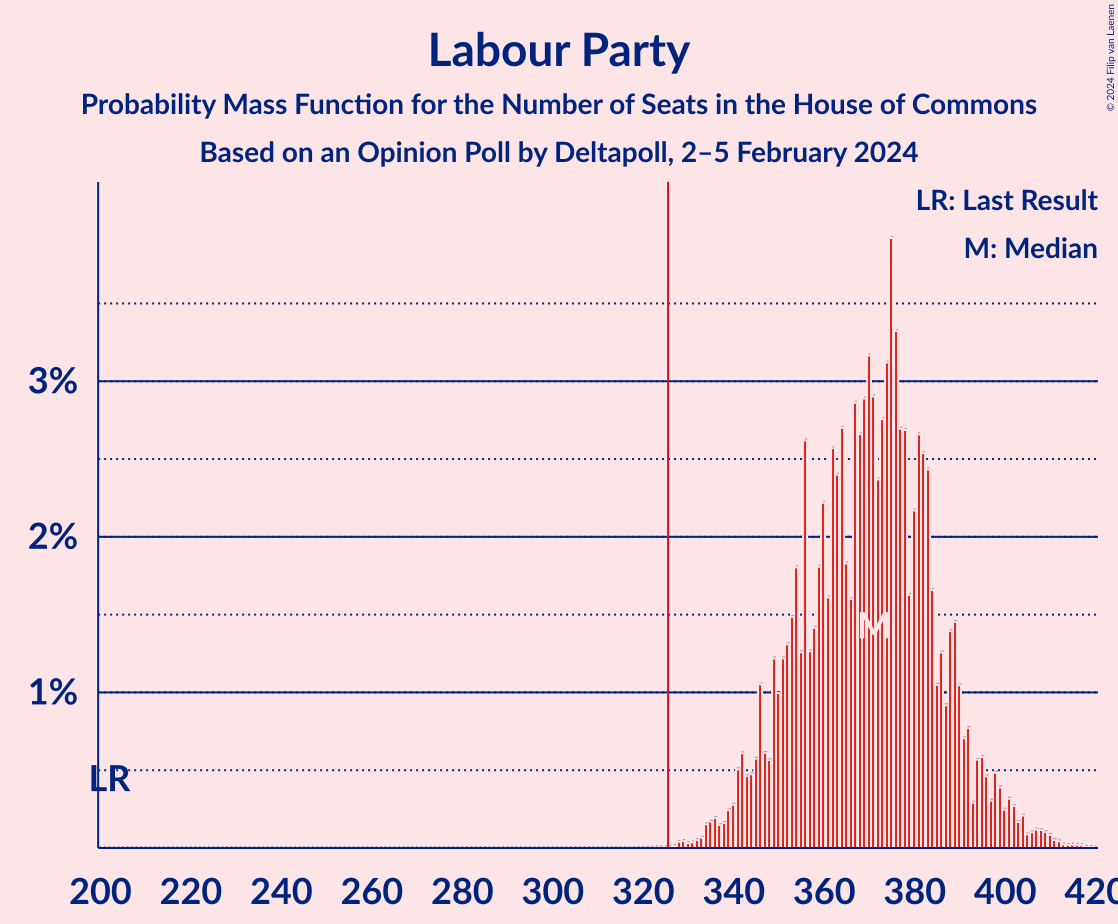 Labour Party
Probability Mass Function for the Number of Seats in the House of Commons
Based on an Opinion Poll by Deltapoll, 2–5 February 2024
© 2024 Filip van Laenen
LR: Last Result
M: Median
3%
2%
1%
M
LR
200 220 240 260 280 300 320 340 360 380 400 420